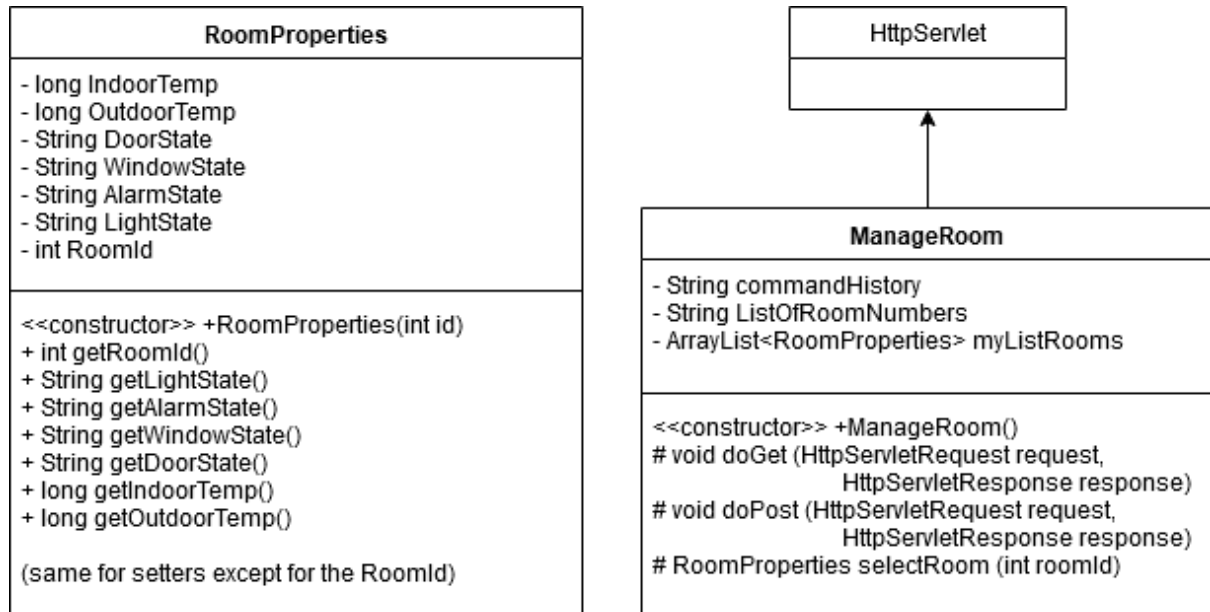 RoomProperties
- long IndoorTemp
- long OutdoorTemp
- String DoorState
- String WindowState
- String AlarmState
- String LightState
- int RoomId
<<constructor>> +RoomProperties(int id)
+ int getRoomId()
+ String getLightState()
+ String getAlarmState()
+ String getWindowState()
+ String getDoorState()
+ long getIndoorTemp()
+ long getOutdoorTemp()
(same for setters except for the RoomId)
HttpServlet
ManageRoom
- String commandHistory
- String ListOfRoomNumbers
- ArrayList<RoomProperties> myListRooms
<<constructor>> +ManageRoom()
# void doGet (HttpServletRequest request,
HttpServletResponse response)
# void doPost (HttpServletRequest request,
HttpServletResponse response)
# RoomProperties selectRoom (int roomId)